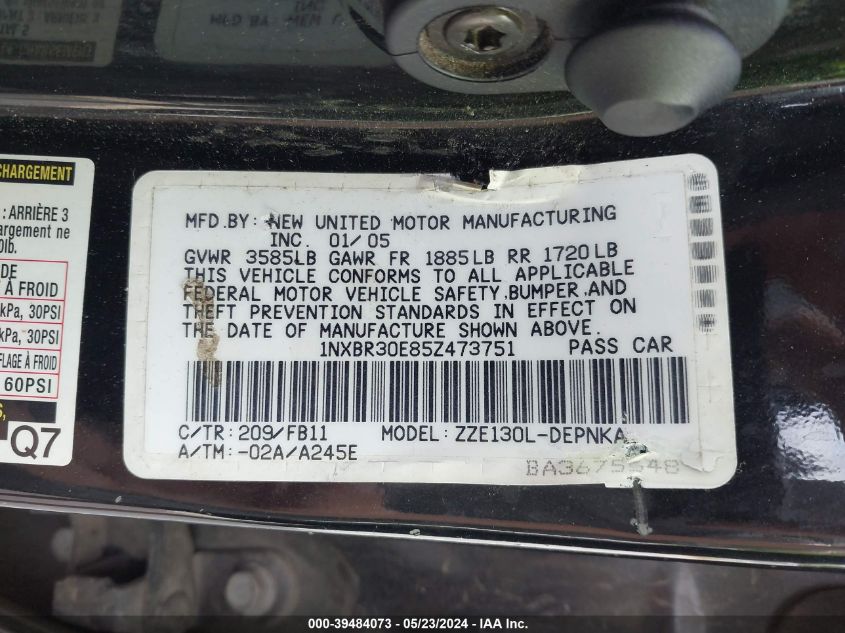 CHARGEMENT
: ARRIÈRE 3
argement ne
DE
À FROID
kPa, 30PSI
kPa, 30PSI
FLAGE À FROID
60PSI
Q7
MFD.BY: NEW UNITED MOTOR MANUFACTURING
INC. 01/05
GVWR 3585LB GAWR FR 1885LB RR 1720LB
THIS VEHICLE CONFORMS TO ALL APPLICABLE
FEDERAL MOTOR VEHICLE SAFETY,BUMPER,AND
THEFT PREVENTION STANDARDS IN EFFECT ON
THE DATE OF MANUFACTURE SHOWN ABOVE.
1NXBR30E85Z473751 PASS CAR
C/TR:209/FB11 MODEL: ZZE130L-DEPNKA
A/TM:-02A/A245E
BA3675548
000-39484073 - 05/23/2024 - IAA Inc.